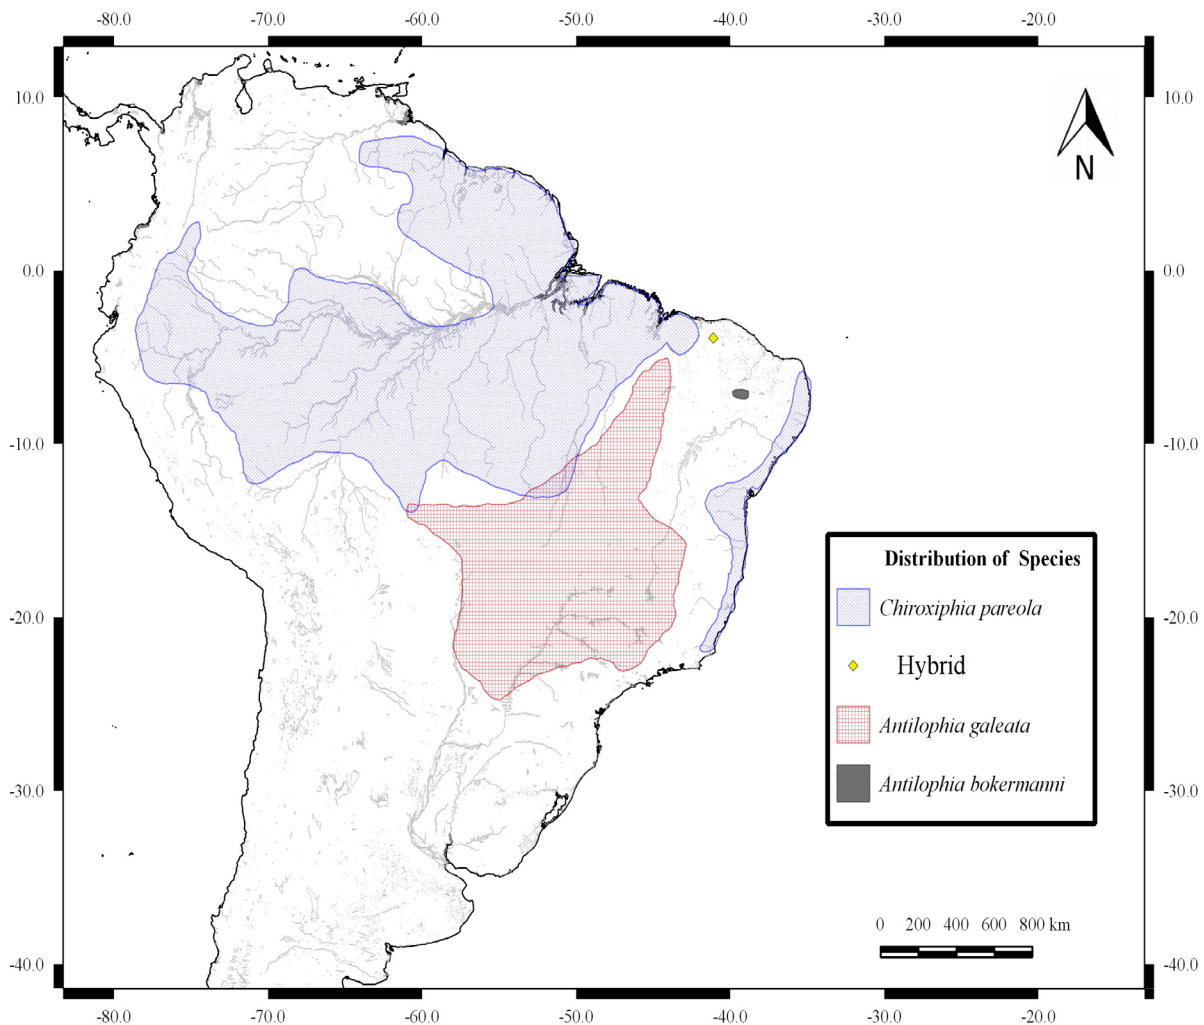 -80.0 -70.0 -60.0 -50.0 -40.0 -30.0 -20.0
10.0 10.0
N
0.0 0.0
-10.0 -10.0
Distribution of Species
Chiroxiphia pareola
-20.0 -20.0
Hybrid
Antilophia galeata
Antilophia bokermanni
-30.0 -30.0
0 200 400 600 800 km
-40.0 -40.0
-80.0 -70.0 -60.0 -50.0 -40.0 -30.0 -20.0